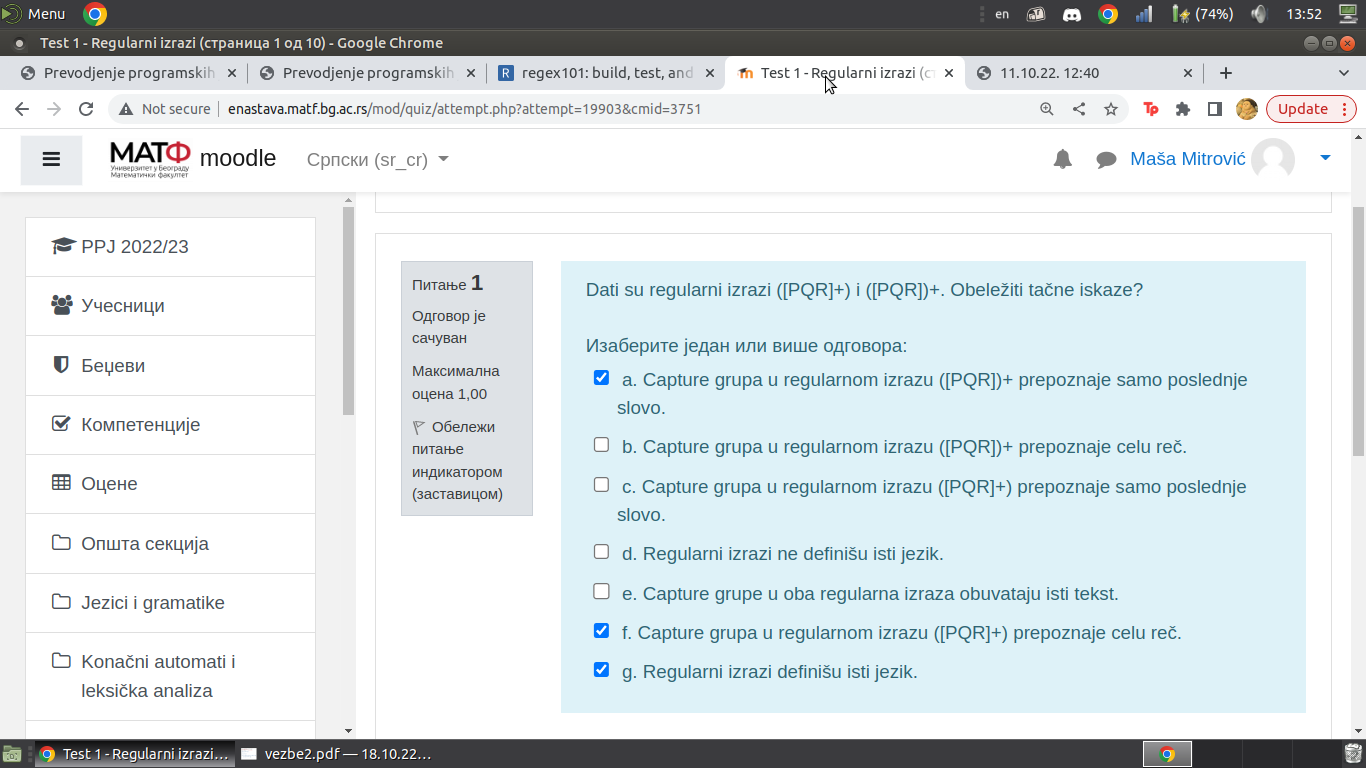 Menu
en
(74%)
13:52
Test 1 - Regularni izrazi (страница 1 од 10) - Google Chrome
Prevodjenje programskih
Prevodjenje programskih
regex101: build, test, and
Test 1 - Regularni izrazi (с
11.10.22. 12:40
Not secure
enastava.matf.bg.ac.rs/mod/quiz/attempt.php?attempt=19903&cmid=3751
Update
МАТФ
Универзитет у Београду
Математички факултет
moodle
Српски (sr_cr)
Maša Mitrović
PPJ 2022/23
Учесници
Беџеви
Компетенције
Оцене
Општа секција
Jezici i gramatike
Konačni automati i
leksička analiza
Питање 1
Одговор је
сачуван
Максимална
оцена 1,00
Обележи
питање
индикатором
(заставицом)
Dati su regularni izrazi ([PQR]+) i ([PQR])+. Obeležiti tačne iskaze?
Изаберите један или више одговора:
a. Capture grupa u regularnom izrazu ([PQR])+ prepoznaje samo poslednje
slovo.
b. Capture grupa u regularnom izrazu ([PQR])+ prepoznaje celu reč.
c. Capture grupa u regularnom izrazu ([PQR]+) prepoznaje samo poslednje
slovo.
d. Regularni izrazi ne definišu isti jezik.
e. Capture grupe u oba regularna izraza obuvataju isti tekst.
f. Capture grupa u regularnom izrazu ([PQR]+) prepoznaje celu reč.
g. Regularni izrazi definišu isti jezik.
Test 1 - Regularni izrazi...
vezbe2.pdf — 18.10.22...